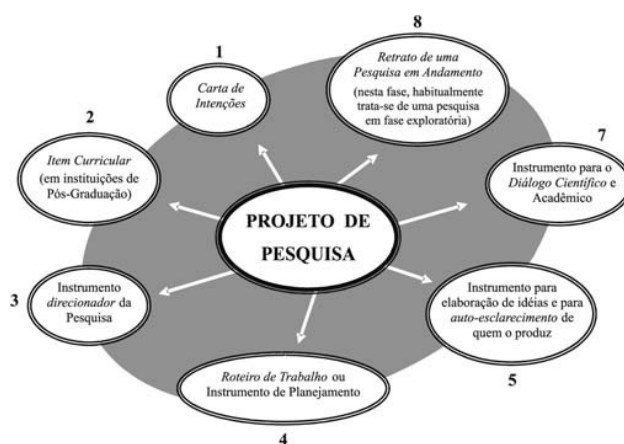 8
Retrato de uma
Pesquisa em Andamento
(nesta fase, habitualmente
trata-se de uma pesquisa
em fase exploratória)
1
Carta de
Intenções
2
Item Curricular
(em instituições de
Pós-Graduação)
7
Instrumento para o
Diálogo Científico e
Acadêmico
PROJETO DE
PESQUISA
3
Instrumento
direcionador da
Pesquisa
Instrumento para
elaboração de idéias e para
auto-esclarecimento de
quem o produz
5
Roteiro de Trabalho ou
Instrumento de Planejamento
4